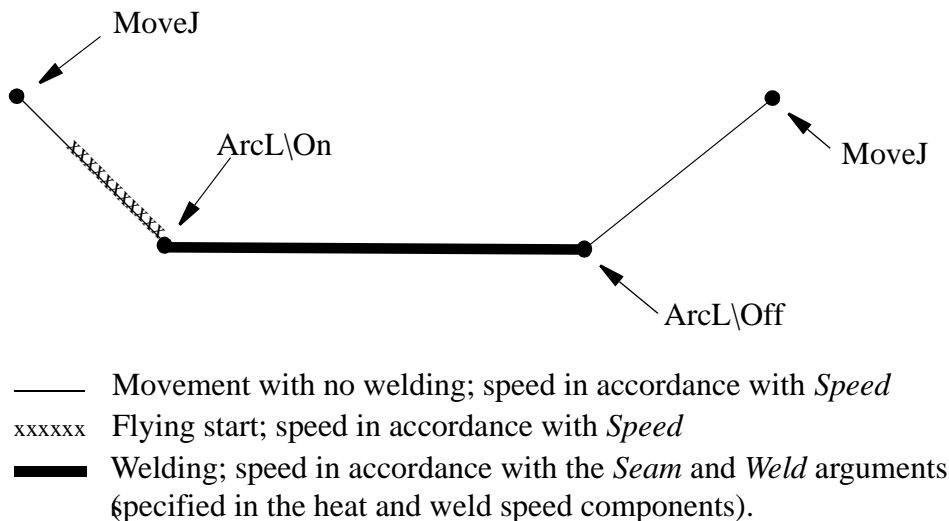 MoveJ
ArcL\On
MoveJ
xxxxxxxxxxx
ArcL\Off
Movement with no welding; speed in accordance with Speed
xxxxxx Flying start; speed in accordance with Speed
Welding; speed in accordance with the Seam and Weld arguments
(specified in the heat and weld speed components).